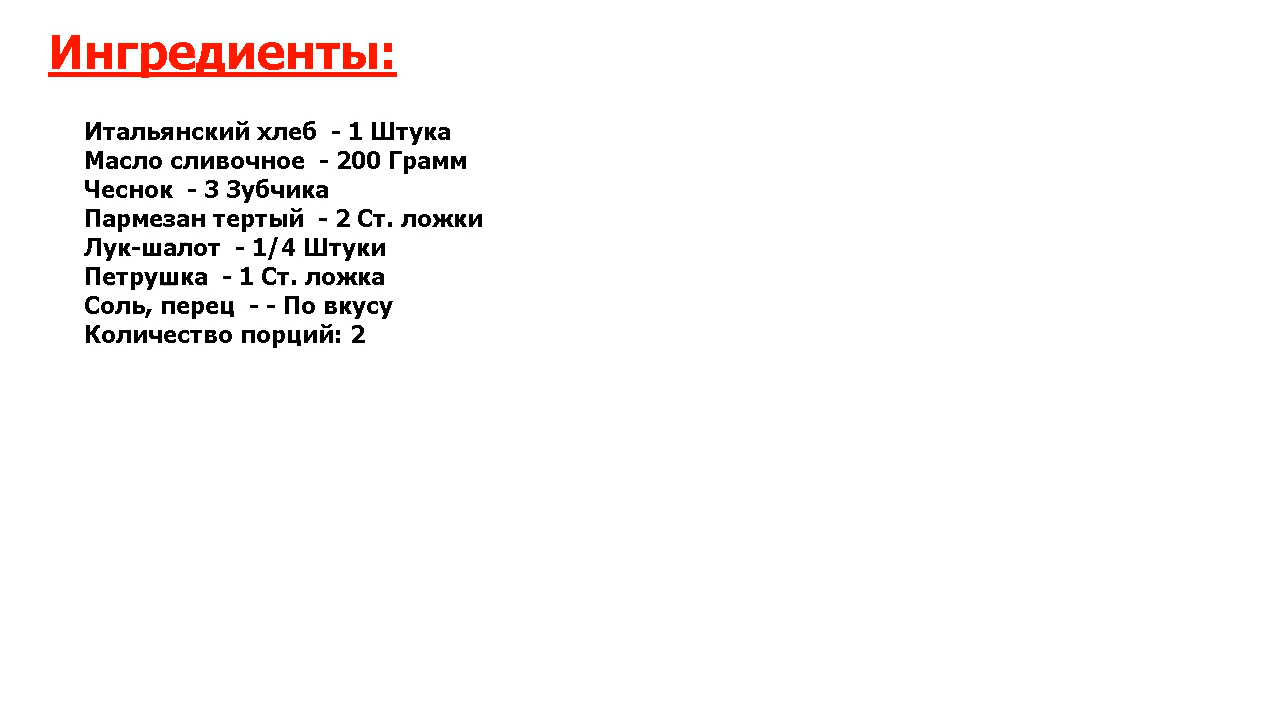 Ингредиенты:
Итальянский хлеб  - 1 Штука
Масло сливочное  - 200 Грамм
Чеснок  - 3 Зубчика
Пармезан тертый  - 2 Ст. ложки
Лук-шалот  - 1/4 Штуки
Петрушка  - 1 Ст. ложка
Соль, перец  - - По вкусу
Количество порций: 2